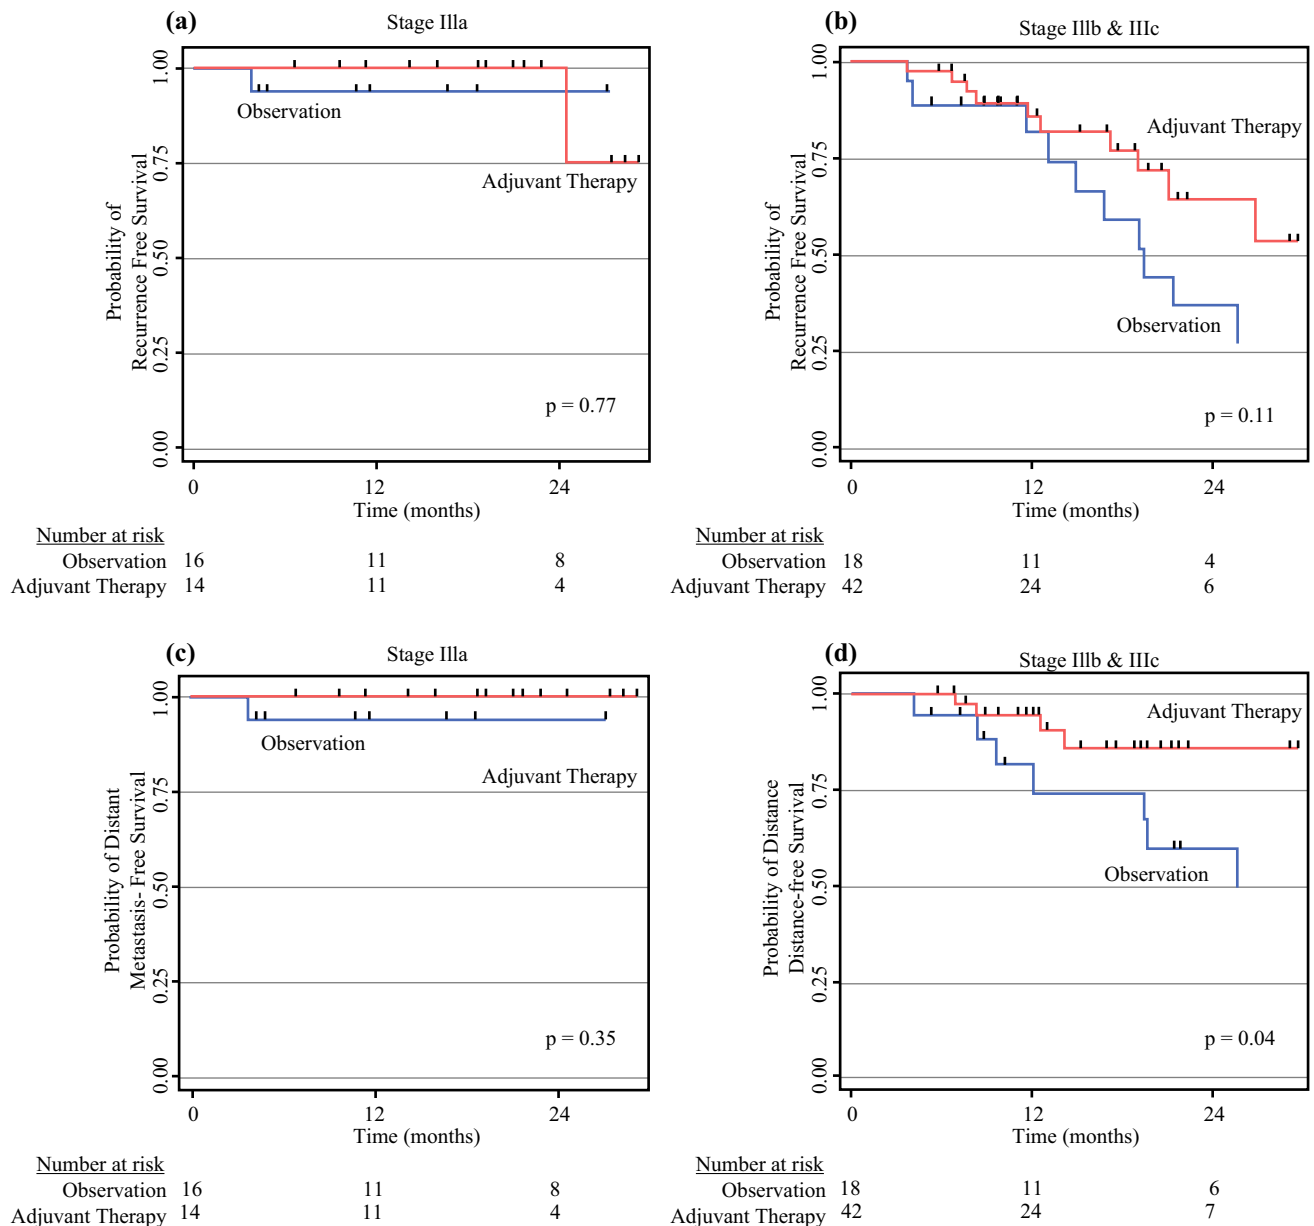 (a)
Stage IIIa
1.00
0.75
0.50
0.25
0.00
Probability of
Recurrence Free Survival
Observation
Adjuvant Therapy
p = 0.77
0 12 24
Time (months)
Number at risk
Observation 16 11 8
Adjuvant Therapy 14 11 4
(b)
Stage IIIb & IIIc
1.00
0.75
0.50
0.25
0.00
Probability of
Recurrence Free Survival
Adjuvant Therapy
Observation
p = 0.11
0 12 24
Time (months)
Number at risk
Observation 18 11 4
Adjuvant Therapy 42 24 6
(c)
Stage IIIa
1.00
0.75
0.50
0.25
0.00
Probability of Distant
Metastasis- Free Survival
Observation
Adjuvant Therapy
p = 0.35
0 12 24
Time (months)
Number at risk
Observation 16 11 8
Adjuvant Therapy 14 11 4
(d)
Stage IIIb & IIIc
1.00
0.75
0.50
0.25
0.00
Probability of Distance
Distance-free Survival
Adjuvant Therapy
Observation
p = 0.04
0 12 24
Time (months)
Number at risk
Observation 18 11 6
Adjuvant Therapy 42 24 7